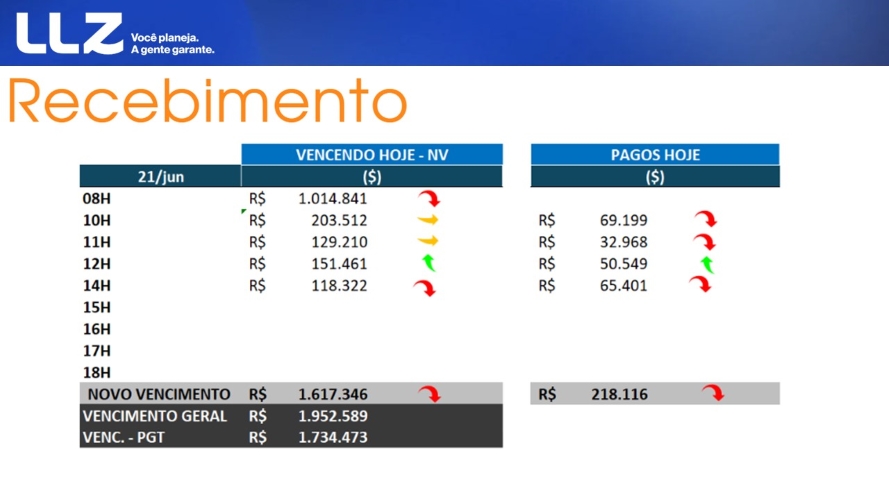 LLZ
Você planeja.
A gente garante.
Recebimento
VENCENDO HOJE - NV PAGOS HOJE
21/jun ($) ($)
08H R$ 1.014.841
10H R$ 203.512 R$ 69.199
11H R$ 129.210 R$ 32.968
12H R$ 151.461 R$ 50.549
14H R$ 118.322 R$ 65.401
15H
16H
17H
18H
NOVO VENCIMENTO R$ 1.617.346 R$ 218.116
VENCIMENTO GERAL R$ 1.952.589
VENC. - PGT R$ 1.734.473